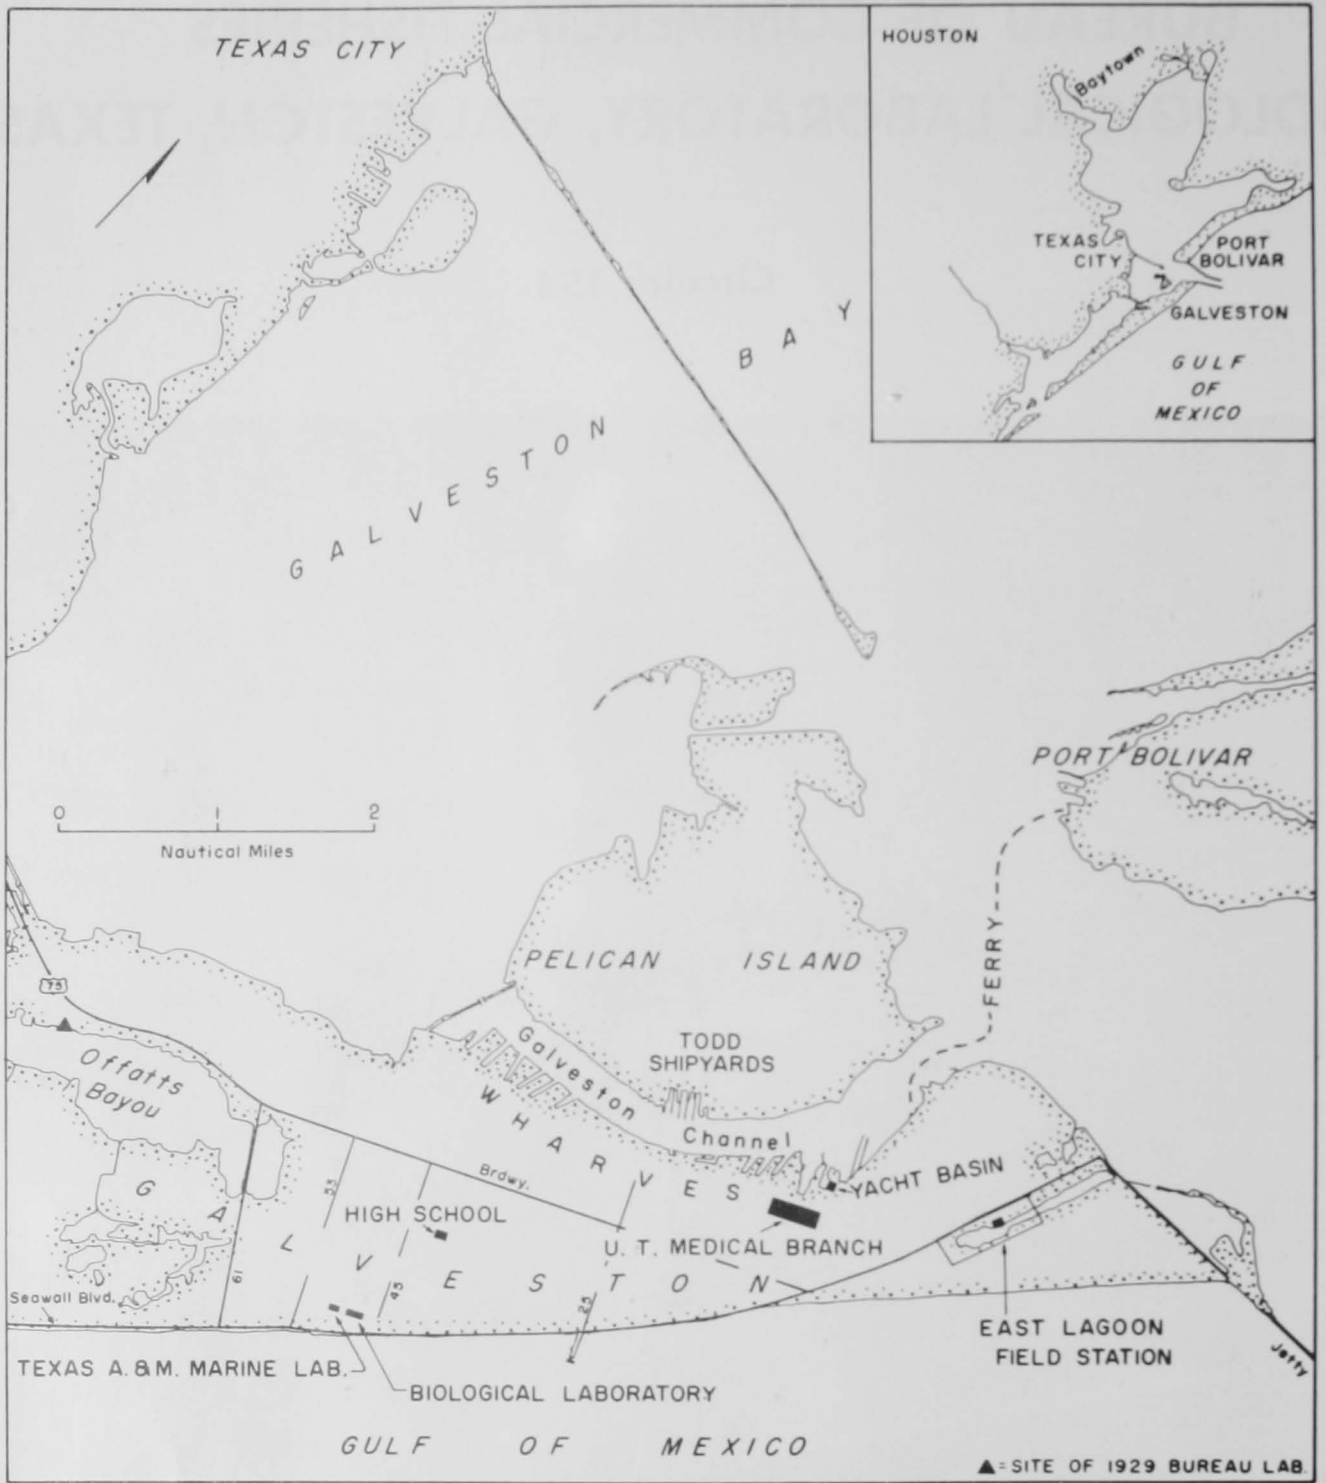 TEXAS CITY
HOUSTON
Baytown
TEXAS
CITY
PORT
BOLIVAR
GALVESTON
GULF
OF
MEXICO
GALVESTON BAY
PORT BOLIVAR
0 1 2
Nautical Miles
75
PELICAN ISLAND
FERRY
TODD
SHIPYARDS
Offatts
Bayou
Galveston
Channel
WHARVES
Brdwy.
YACHT BASIN
HIGH SCHOOL
U. T. MEDICAL BRANCH
GALVESTON
61
53
45
25
Seawall Blvd.
EAST LAGOON
FIELD STATION
Jetty
TEXAS A. & M. MARINE LAB.
BIOLOGICAL LABORATORY
GULF OF MEXICO
▲=SITE OF 1929 BUREAU LAB.